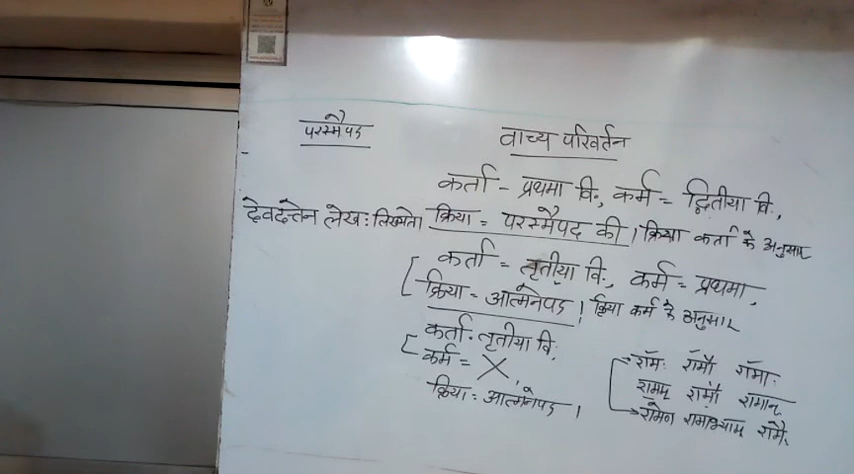 परस्मैपद
वाच्य परिवर्तन
कर्ता - प्रथमा वि., कर्म = द्वितीया वि.,
देवदत्तेन लेखः लिख्यते।
क्रिया = परस्मैपद की। क्रिया कर्ता के अनुसार
कर्ता = तृतीया वि., कर्म = प्रथमा,
क्रिया = आत्मनेपद। क्रिया कर्म के अनुसार
कर्ता - तृतीया वि.
कर्म = X,
क्रिया = आत्मनेपद।
रामः रामौ रामाः
रामम् रामौ रामान्
रामेण रामाभ्याम् रामैः